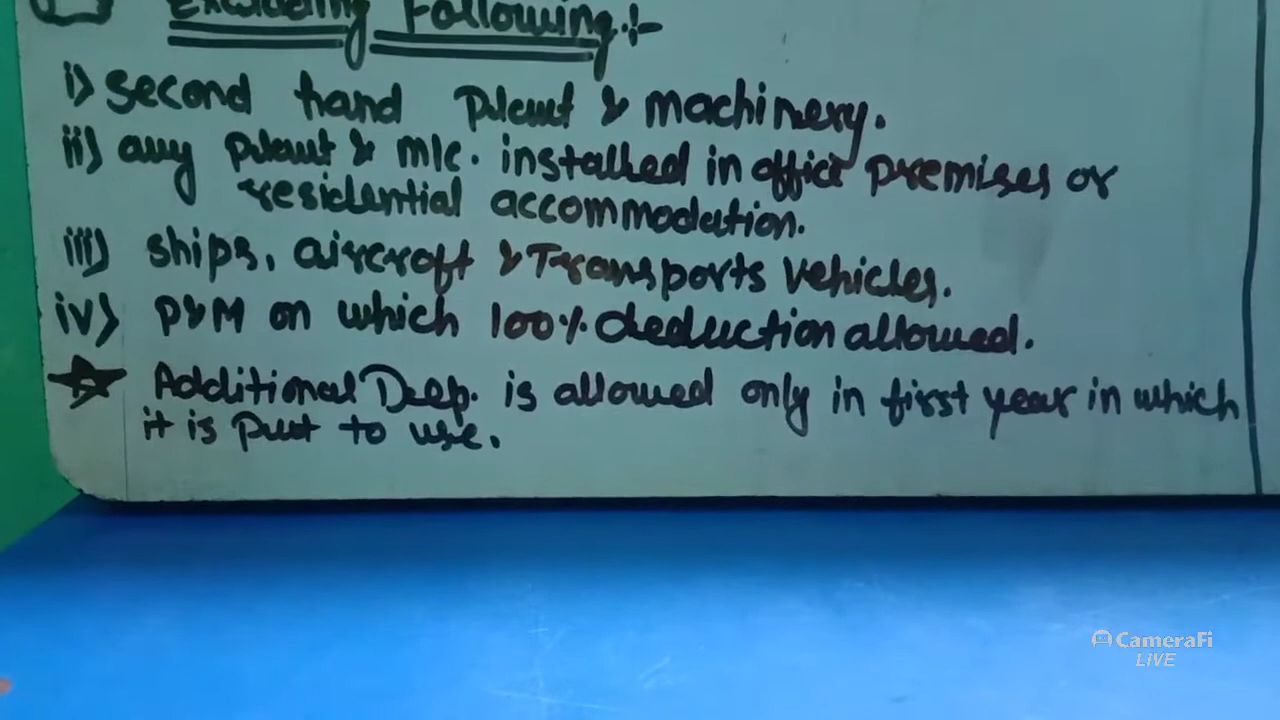 Excluding Following:-
i) second hand Plant & machinery.
ii) any plant & m/c. installed in office premises or
residential accommodation.
iii) ships, aircraft & Transports vehicles.
iv) P&M on which 100% deduction allowed.
☆ Additional Dep. is allowed only in first year in which
it is Put to use.
CameraFi
LIVE